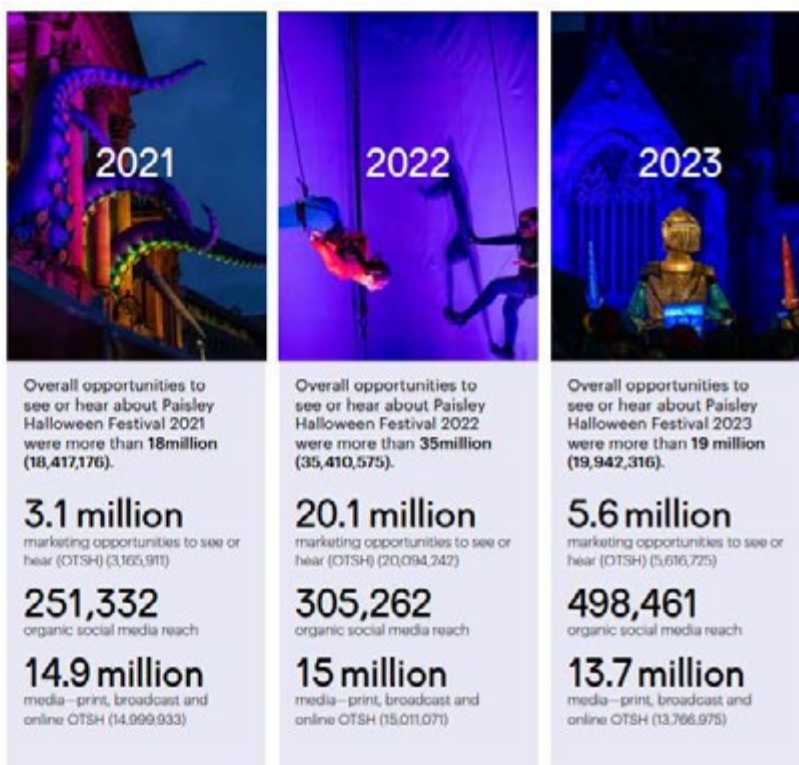 2021
Overall opportunities to
see or hear about Paisley
Halloween Festival 2021
were more than 18million
(18,417,176).
3.1 million
marketing opportunities to see or
hear (OTSH) (3,165,911)
251,332
organic social media reach
14.9 million
media—print, broadcast and
online OTSH (14,999,933)
2022
Overall opportunities to
see or hear about Paisley
Halloween Festival 2022
were more than 35million
(35,410,575).
20.1 million
marketing opportunities to see or
hear (OTSH) (20,094,242)
305,262
organic social media reach
15 million
media—print, broadcast and
online OTSH (15,011,071)
2023
Overall opportunities to
see or hear about Paisley
Halloween Festival 2023
were more than 19 million
(19,942,316).
5.6 million
marketing opportunities to see or
hear (OTSH) (5,616,725)
498,461
organic social media reach
13.7 million
media—print, broadcast and
online OTSH (13,766,975)